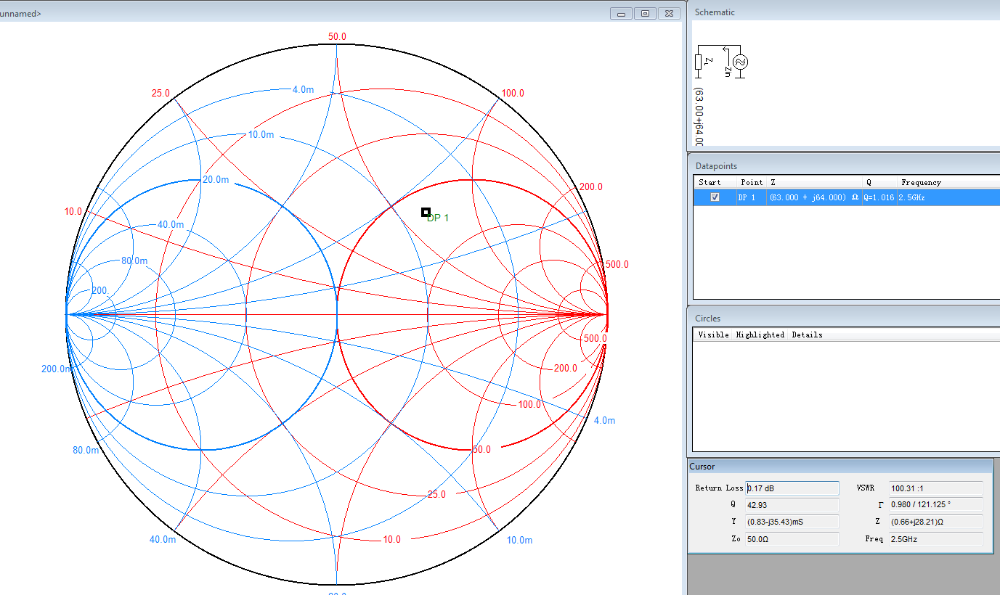 unnamed>
50.0
25.0
4.0m
100.0
10.0m
20.0m
200.0
10.0
DP 1
40.0m
80.0m
500.0
200.
500.0
200.0m
200.0
100.0
4.0m
80.0m
50.0
25.0
40.0m
10.0
10.0m
Schematic
ZL
Zin
(63.00+j64.00
Datapoints
Start Point Z Q Frequency
DP 1 (63.000 + j64.000) Ω Q=1.016 2.5GHz
Circles
Visible Highlighted Details
Cursor
Return Loss 0.17 dB VSWR 100.31 :1
Q 42.93 Γ 0.980 / 121.125 °
Y (0.83-j35.43)mS Z (0.66+j28.21)Ω
Zo 50.0Ω Freq 2.5GHz